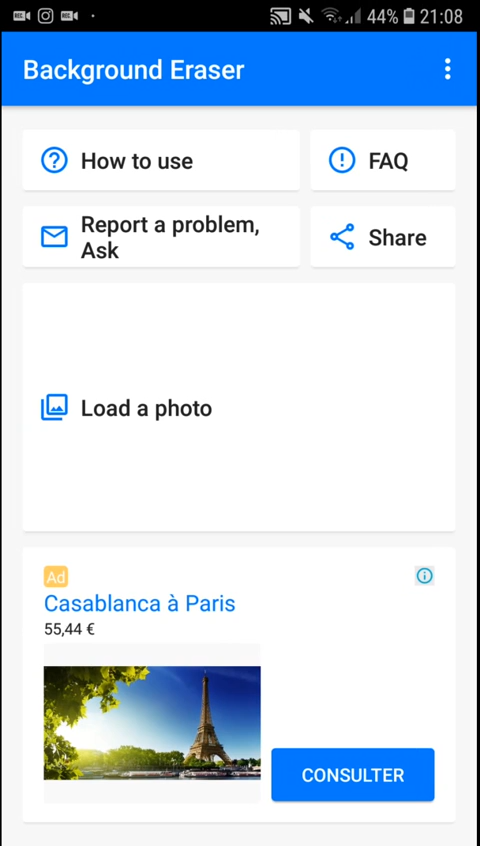 44% 21:08
Background Eraser
How to use
FAQ
Report a problem,
Ask
Share
Load a photo
Ad
Casablanca à Paris
55,44 €
CONSULTER